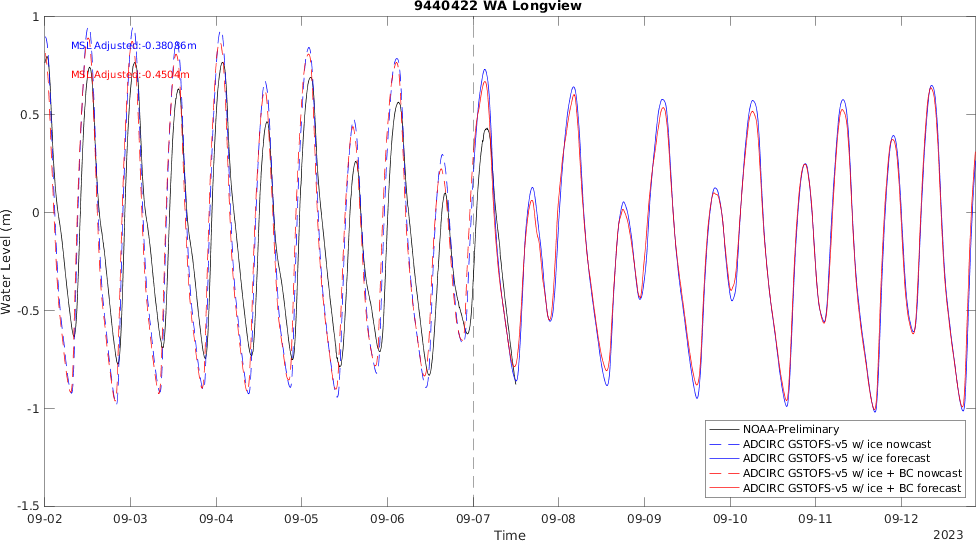 9440422 WA Longview
MSL Adjusted:-0.38036m
MSL Adjusted:-0.4504m
1
0.5
0
-0.5
-1
-1.5
Water Level (m)
09-02 09-03 09-04 09-05 09-06 09-07 09-08 09-09 09-10 09-11 09-12
Time
2023
NOAA-Preliminary
ADCIRC GSTOFS-v5 w/ ice nowcast
ADCIRC GSTOFS-v5 w/ ice forecast
ADCIRC GSTOFS-v5 w/ ice + BC nowcast
ADCIRC GSTOFS-v5 w/ ice + BC forecast